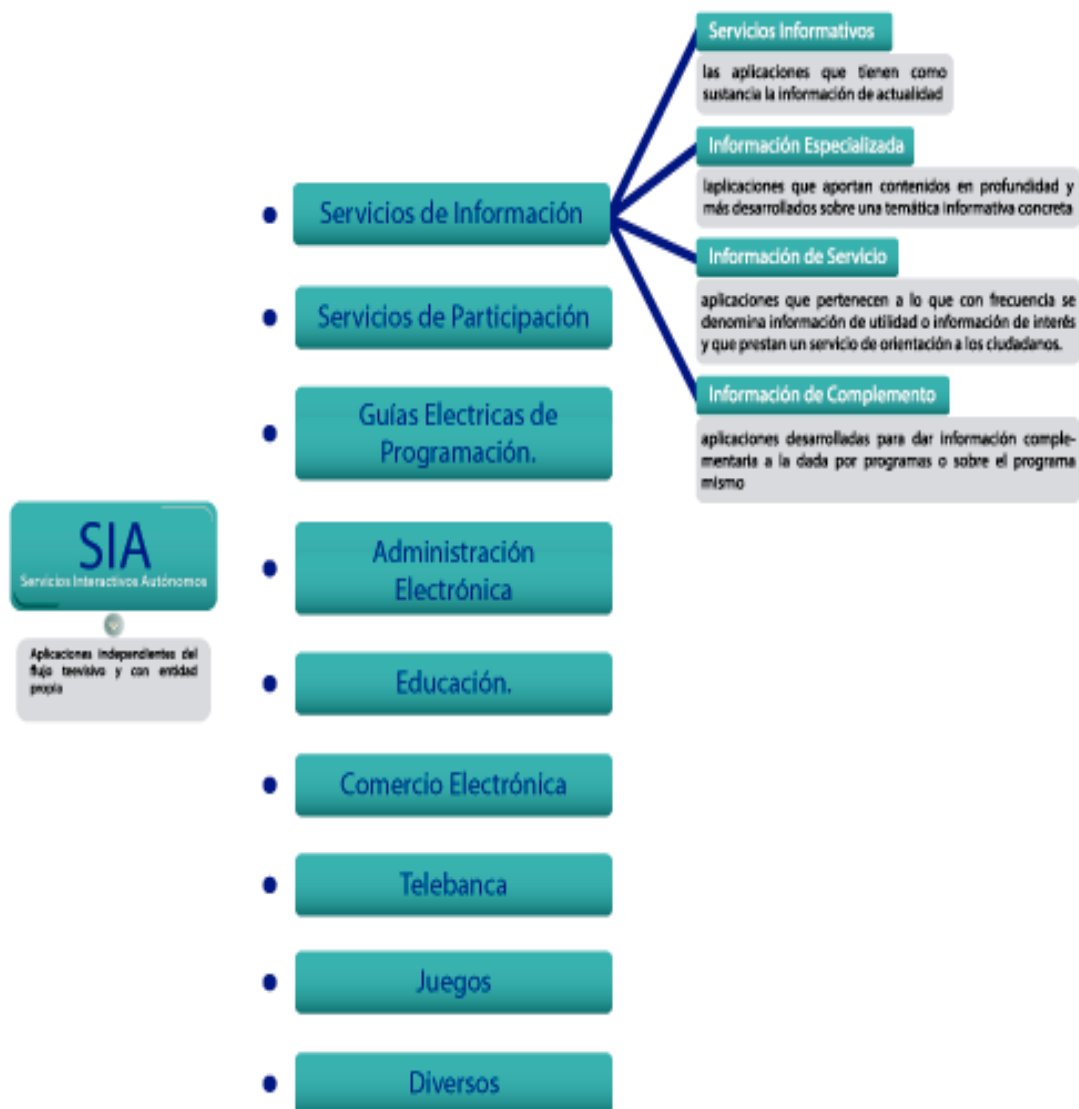 SIA
Servicios Interactivos Autónomos
Aplicaciones independientes del
flujo teevisivo y con entidad
propia
Servicios de Información
Servicios Informativos
las aplicaciones que tienen como
sustancia la información de actualidad
Información Especializada
laplicaciones que aportan contenidos en profundidad y
más desarrollados sobre una temática informativa concreta
Información de Servicio
aplicaciones que pertenecen a lo que con frecuencia se
denomina información de utilidad o información de interés
y que prestan un servicio de orientación a los ciudadanos.
Información de Complemento
aplicaciones desarrolladas para dar información comple-
mentaria a la dada por programas o sobre el programa
mismo
Servicios de Participación
Guías Electricas de
Programación.
Administración
Electrónica
Educación.
Comercio Electrónica
Telebanca
Juegos
Diversos